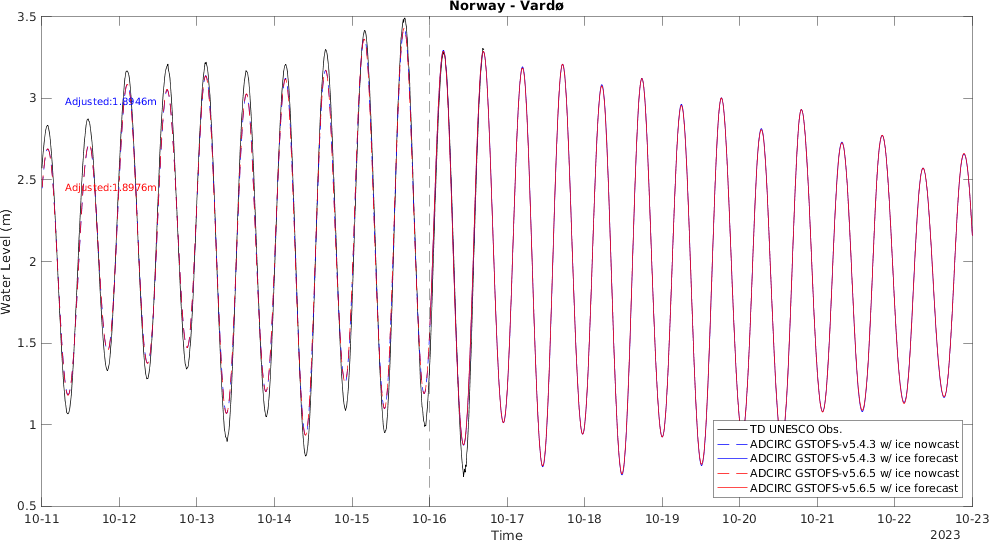 Norway - Vardø
3.5
3
2.5
2
1.5
1
0.5
Water Level (m)
Adjusted:1.8946m
Adjusted:1.8976m
TD UNESCO Obs.
ADCIRC GSTOFS-v5.4.3 w/ ice nowcast
ADCIRC GSTOFS-v5.4.3 w/ ice forecast
ADCIRC GSTOFS-v5.6.5 w/ ice nowcast
ADCIRC GSTOFS-v5.6.5 w/ ice forecast
10-11 10-12 10-13 10-14 10-15 10-16 10-17 10-18 10-19 10-20 10-21 10-22 10-23
Time
2023